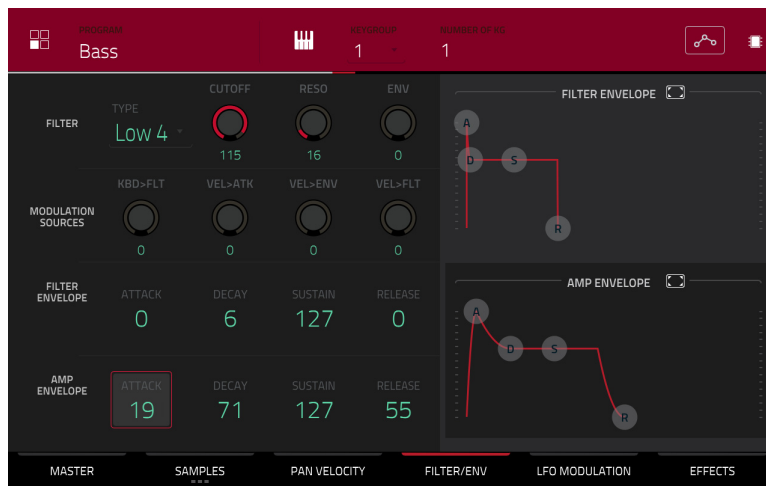 PROGRAM
Bass
KEYGROUP
1
NUMBER OF KG
1
FILTER
TYPE
Low 4
CUTOFF
115
RESO
16
ENV
0
MODULATION
SOURCES
KBD>FLT
0
VEL>ATK
0
VEL>ENV
0
VEL>FLT
0
FILTER
ENVELOPE
ATTACK
0
DECAY
6
SUSTAIN
127
RELEASE
0
AMP
ENVELOPE
ATTACK
19
DECAY
71
SUSTAIN
127
RELEASE
55
FILTER ENVELOPE
A
D
S
R
AMP ENVELOPE
A
D
S
R
MASTER
SAMPLES
PAN VELOCITY
FILTER/ENV
LFO MODULATION
EFFECTS